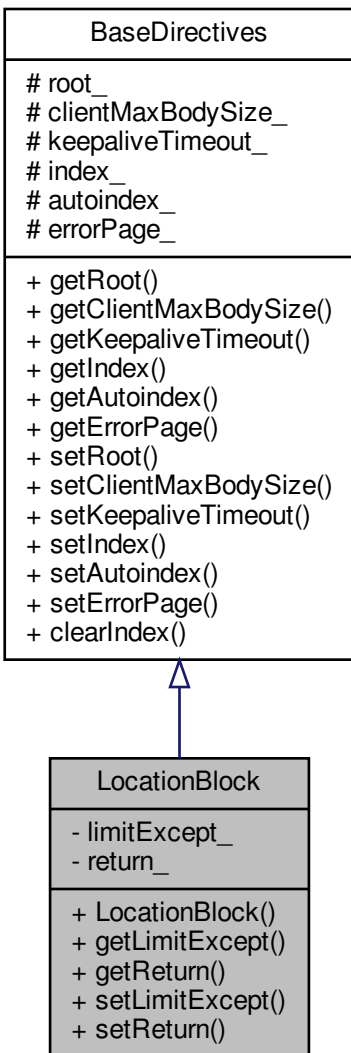 BaseDirectives
# root_
# clientMaxBodySize_
# keepaliveTimeout_
# index_
# autoindex_
# errorPage_
+ getRoot()
+ getClientMaxBodySize()
+ getKeepaliveTimeout()
+ getIndex()
+ getAutoindex()
+ getErrorPage()
+ setRoot()
+ setClientMaxBodySize()
+ setKeepaliveTimeout()
+ setIndex()
+ setAutoindex()
+ setErrorPage()
+ clearIndex()
LocationBlock
- limitExcept_
- return_
+ LocationBlock()
+ getLimitExcept()
+ getReturn()
+ setLimitExcept()
+ setReturn()